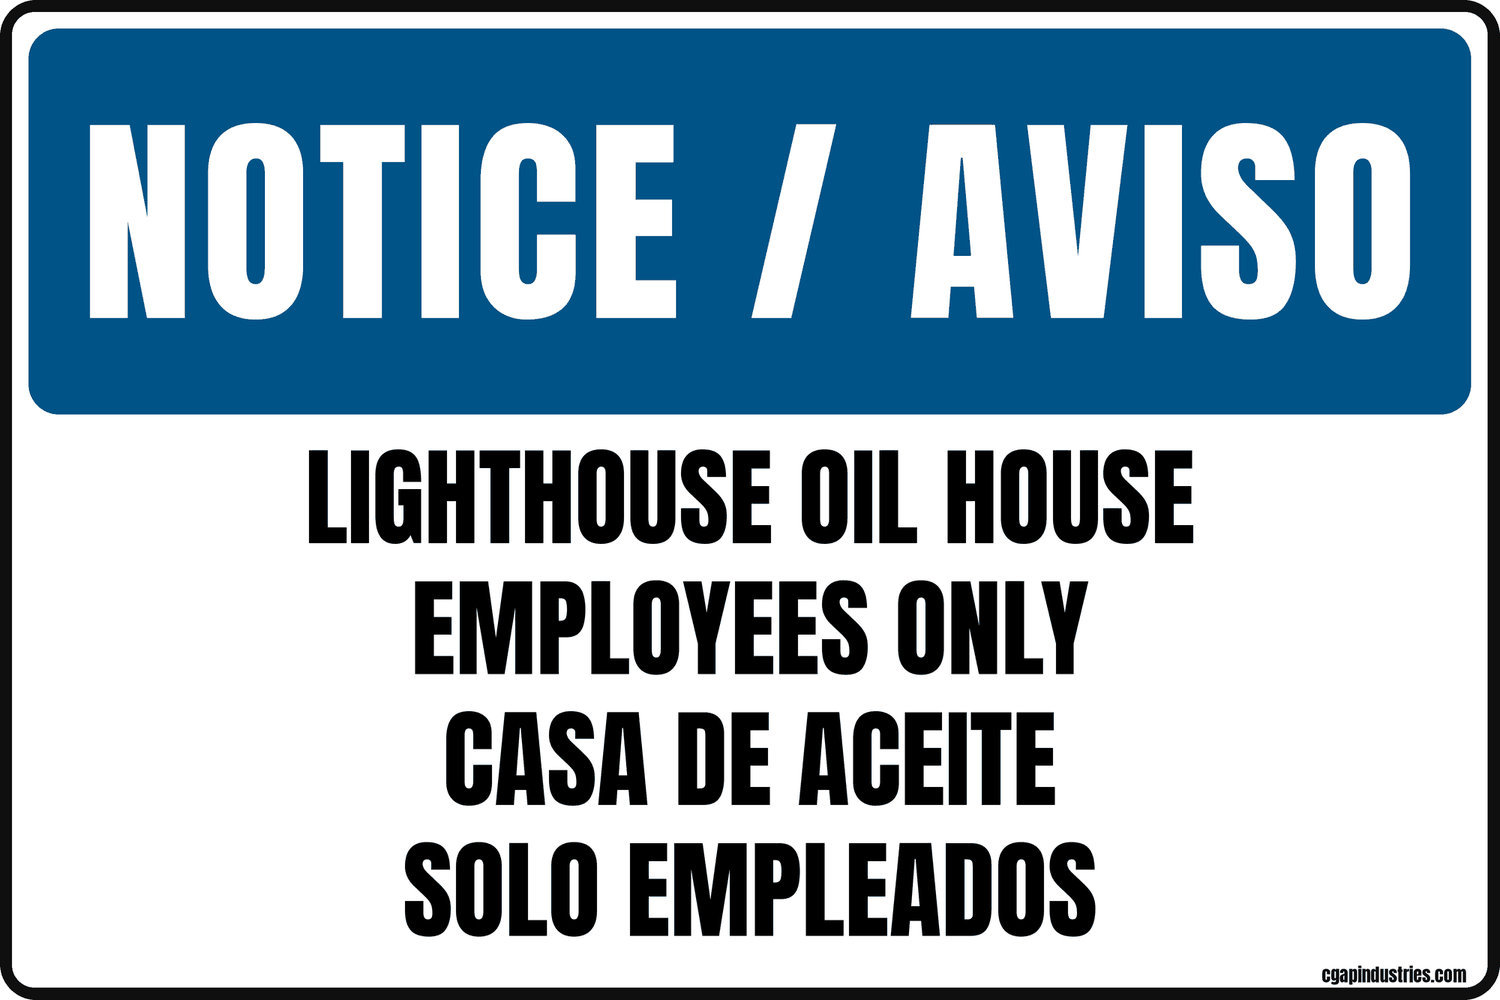 NOTICE / AVISO
LIGHTHOUSE OIL HOUSE
EMPLOYEES ONLY
CASA DE ACEITE
SOLO EMPLEADOS
cgapindustries.com